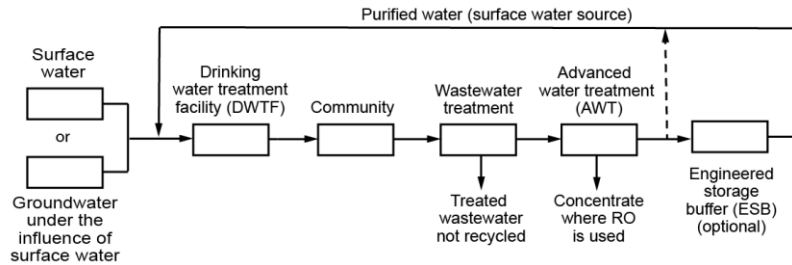 Purified water (surface water source)
Surface
water
or
Groundwater
under the
influence of
surface water
Drinking
water treatment
facility (DWTF)
Community
Wastewater
treatment
Treated
wastewater
not recycled
Advanced
water treatment
(AWT)
Concentrate
where RO
is used
Engineered
storage
buffer (ESB)
(optional)